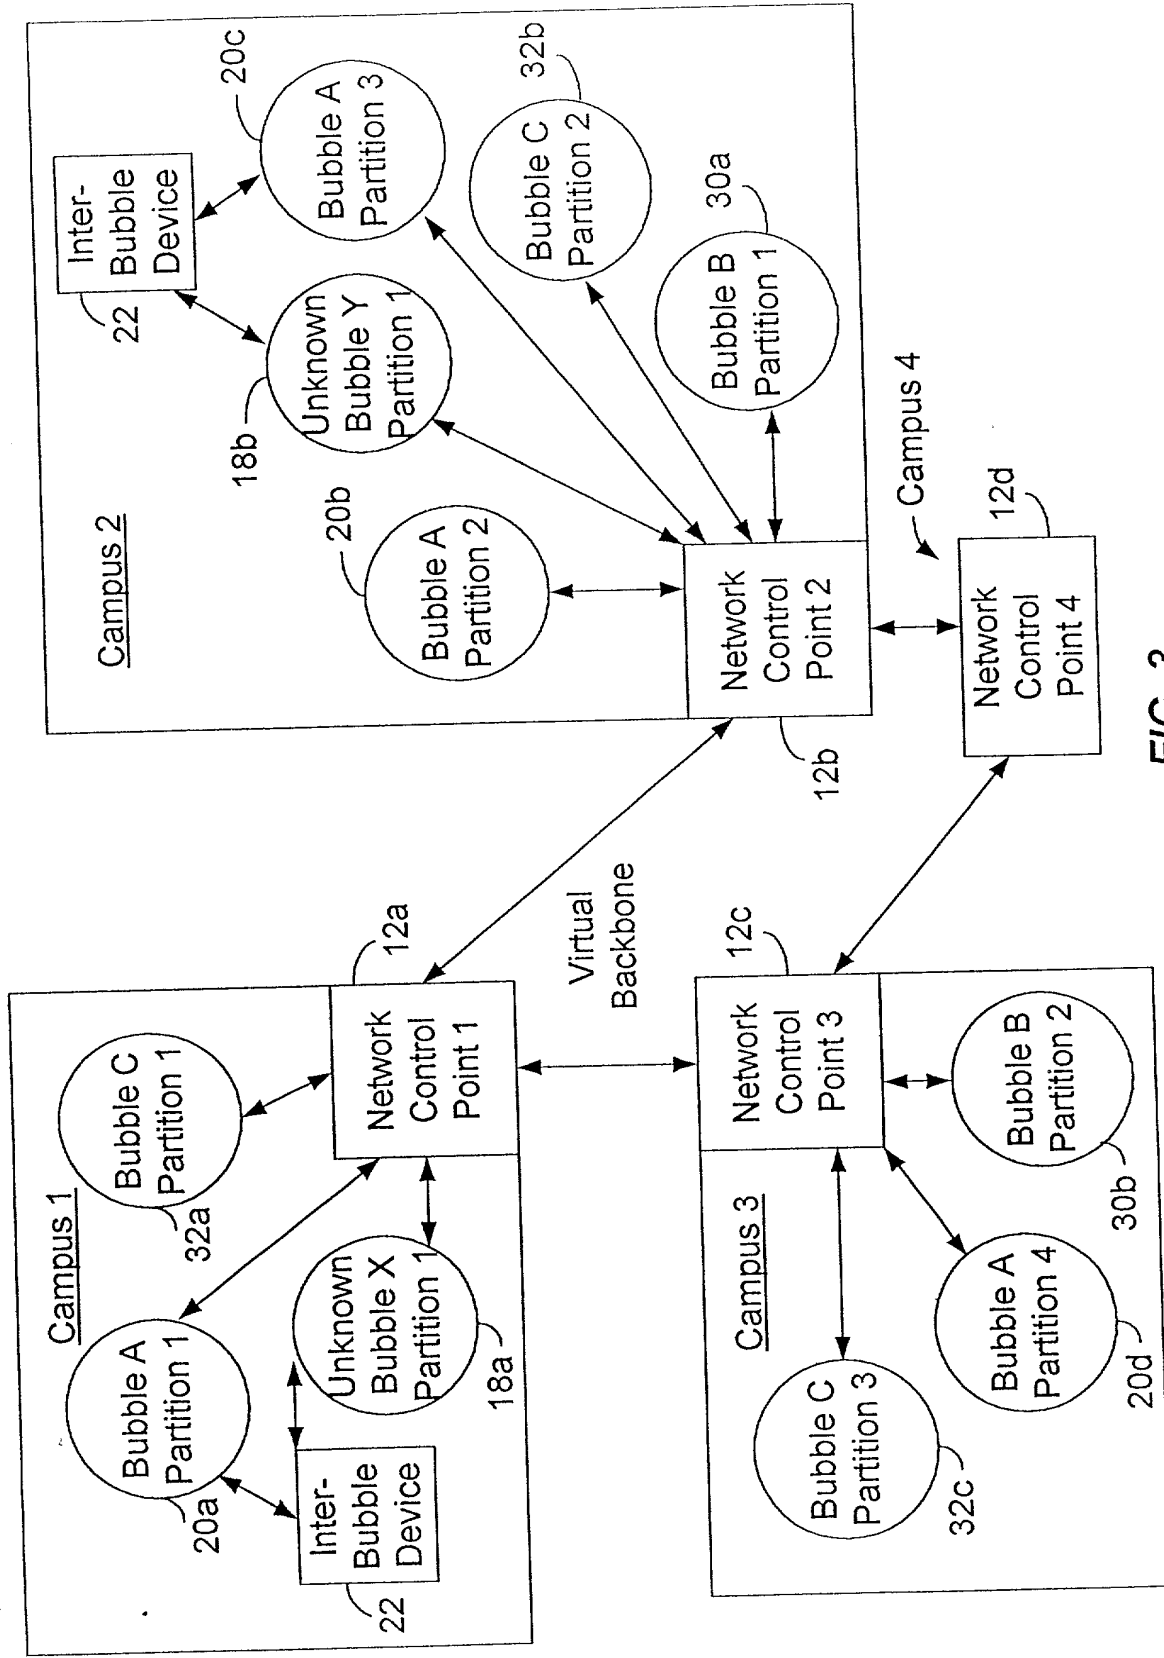 Campus 1
Bubble A
Partition 1
20a
Bubble C
Partition 1
32a
Inter-
Bubble
Device
22
Unknown
Bubble X
Partition 1
18a
Network
Control
Point 1
12a
Virtual
Backbone
Campus 2
Bubble A
Partition 2
20b
Unknown
Bubble Y
Partition 1
18b
Inter-
Bubble
Device
22
Bubble A
Partition 3
20c
Bubble C
Partition 2
32b
Bubble B
Partition 1
30a
Network
Control
Point 2
12b
Campus 3
Bubble C
Partition 3
32c
Bubble A
Partition 4
20d
Bubble B
Partition 2
30b
Network
Control
Point 3
12c
Campus 4
Network
Control
Point 4
12d
FIG. 3